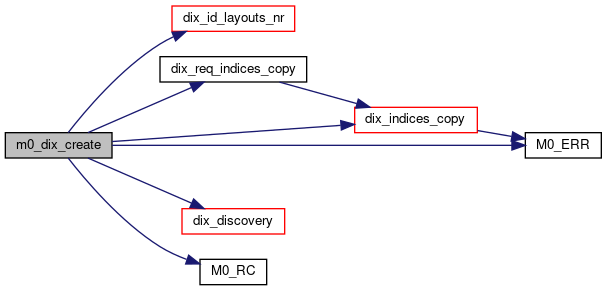 dix_id_layouts_nr
dix_req_indices_copy
dix_indices_copy
m0_dix_create
M0_ERR
dix_discovery
M0_RC